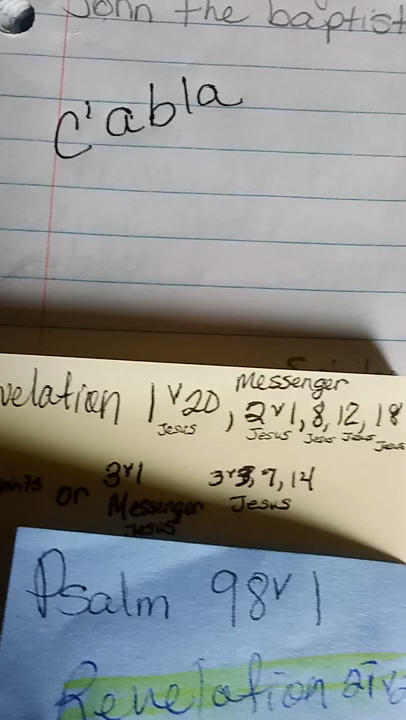 John the baptist
C'abla
Messenger
velation 1v20, 2v1, 8, 12, 18
Jesus Jesus Jesus Jesus Jesus
or 3v1 7, 14
Messenger Jesus
Jesus
Psalm 98v1
Revelation